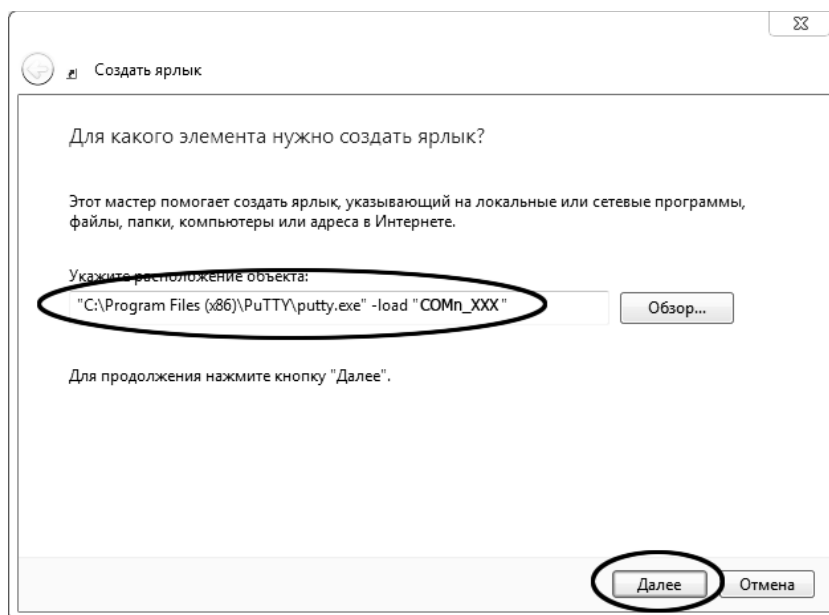 Создать ярлык
Для какого элемента нужно создать ярлык?
Этот мастер помогает создать ярлык, указывающий на локальные или сетевые программы,
файлы, папки, компьютеры или адреса в Интернете.
Укажите расположение объекта:
"C:\Program Files (x86)\PuTTY\putty.exe" -load "COMn_XXX"
Обзор...
Для продолжения нажмите кнопку "Далее".
Далее
Отмена